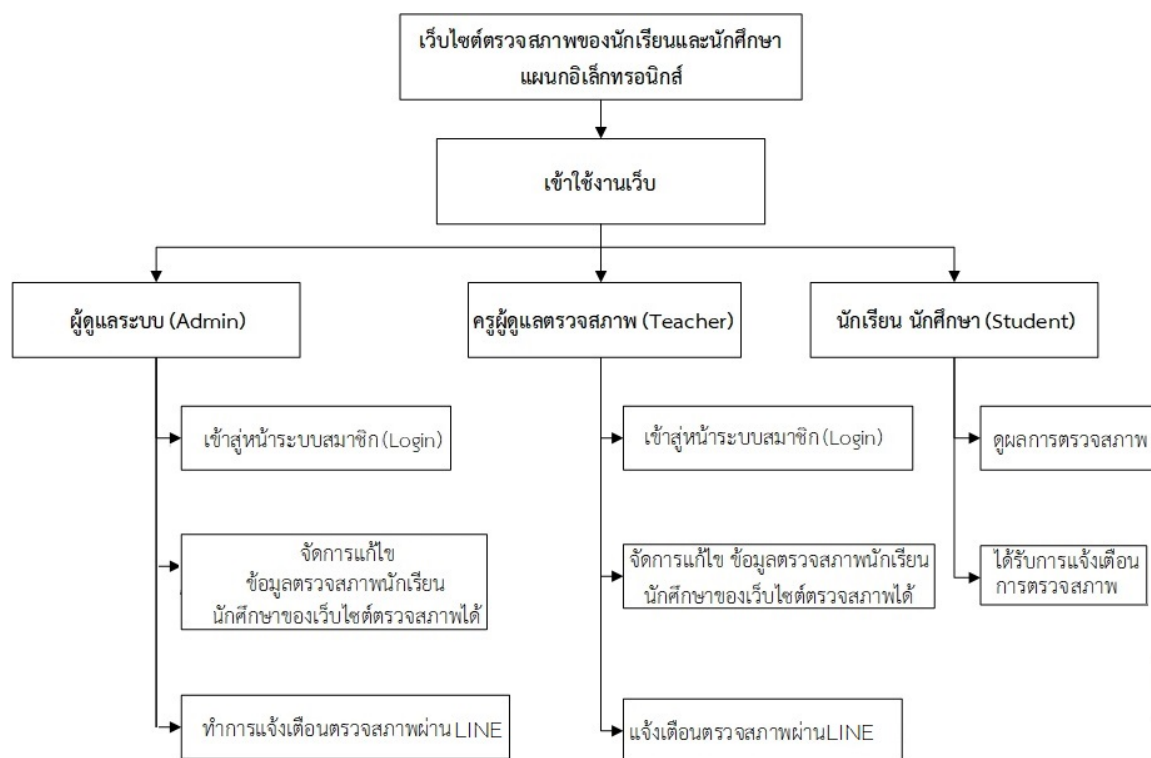 เว็บไซต์ตรวจสภาพของนักเรียนและนักศึกษา
แผนกอิเล็กทรอนิกส์
เข้าใช้งานเว็บ
ผู้ดูแลระบบ (Admin)
ครูผู้ดูแลตรวจสภาพ (Teacher)
นักเรียน นักศึกษา (Student)
เข้าสู่หน้าระบบสมาชิก (Login)
เข้าสู่หน้าระบบสมาชิก (Login)
ดูผลการตรวจสภาพ
จัดการแก้ไข
ข้อมูลตรวจสภาพนักเรียน
นักศึกษาของเว็บไซต์ตรวจสภาพได้
จัดการแก้ไข ข้อมูลตรวจสภาพนักเรียน
นักศึกษาของเว็บไซต์ตรวจสภาพได้
ได้รับการแจ้งเตือน
การตรวจสภาพ
ทำการแจ้งเตือนตรวจสภาพผ่าน LINE
แจ้งเตือนตรวจสภาพผ่าน LINE